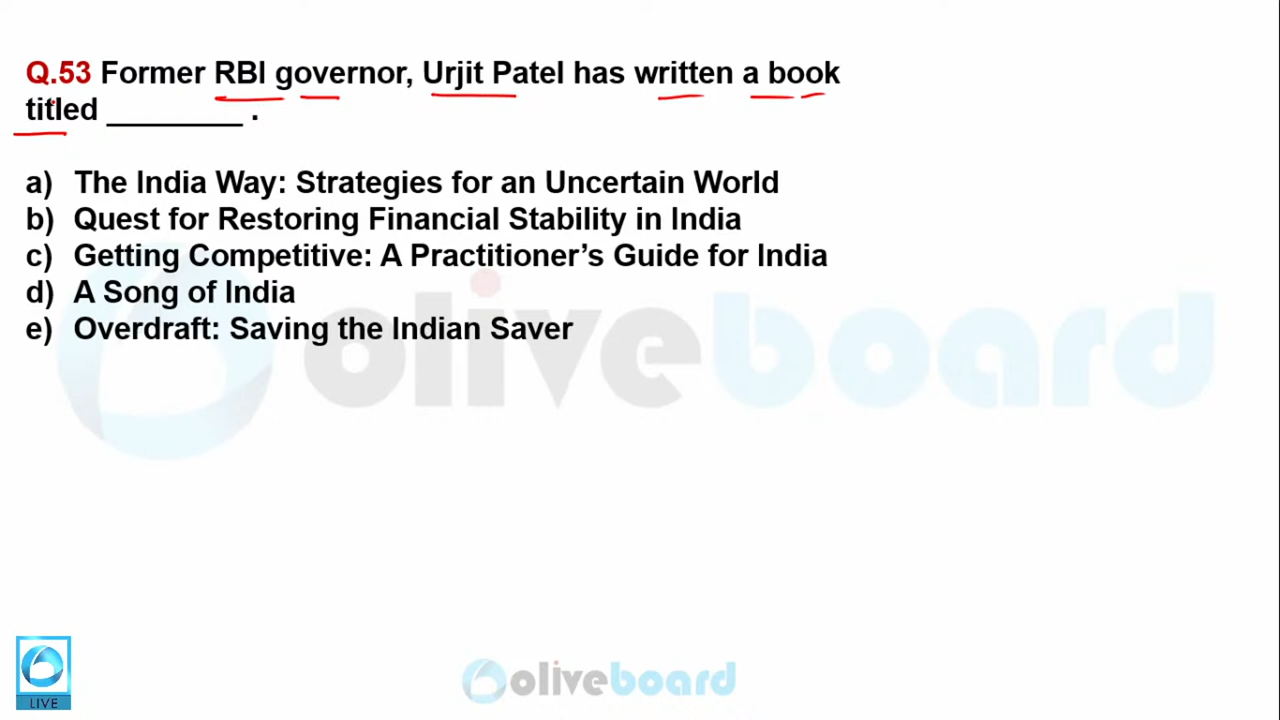 Q.53 Former RBI governor, Urjit Patel has written a book
titled ________ .
a) The India Way: Strategies for an Uncertain World
b) Quest for Restoring Financial Stability in India
c) Getting Competitive: A Practitioner’s Guide for India
d) A Song of India
e) Overdraft: Saving the Indian Saver
oliveboard
LIVE
oliveboard